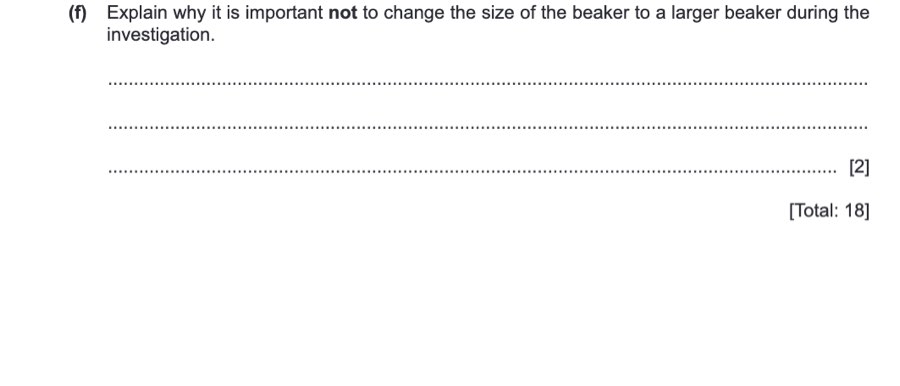 (f) Explain why it is important not to change the size of the beaker to a larger beaker during the
investigation.
..........................................................................................................................................
..........................................................................................................................................
..................................................................................................................................... [2]
[Total: 18]